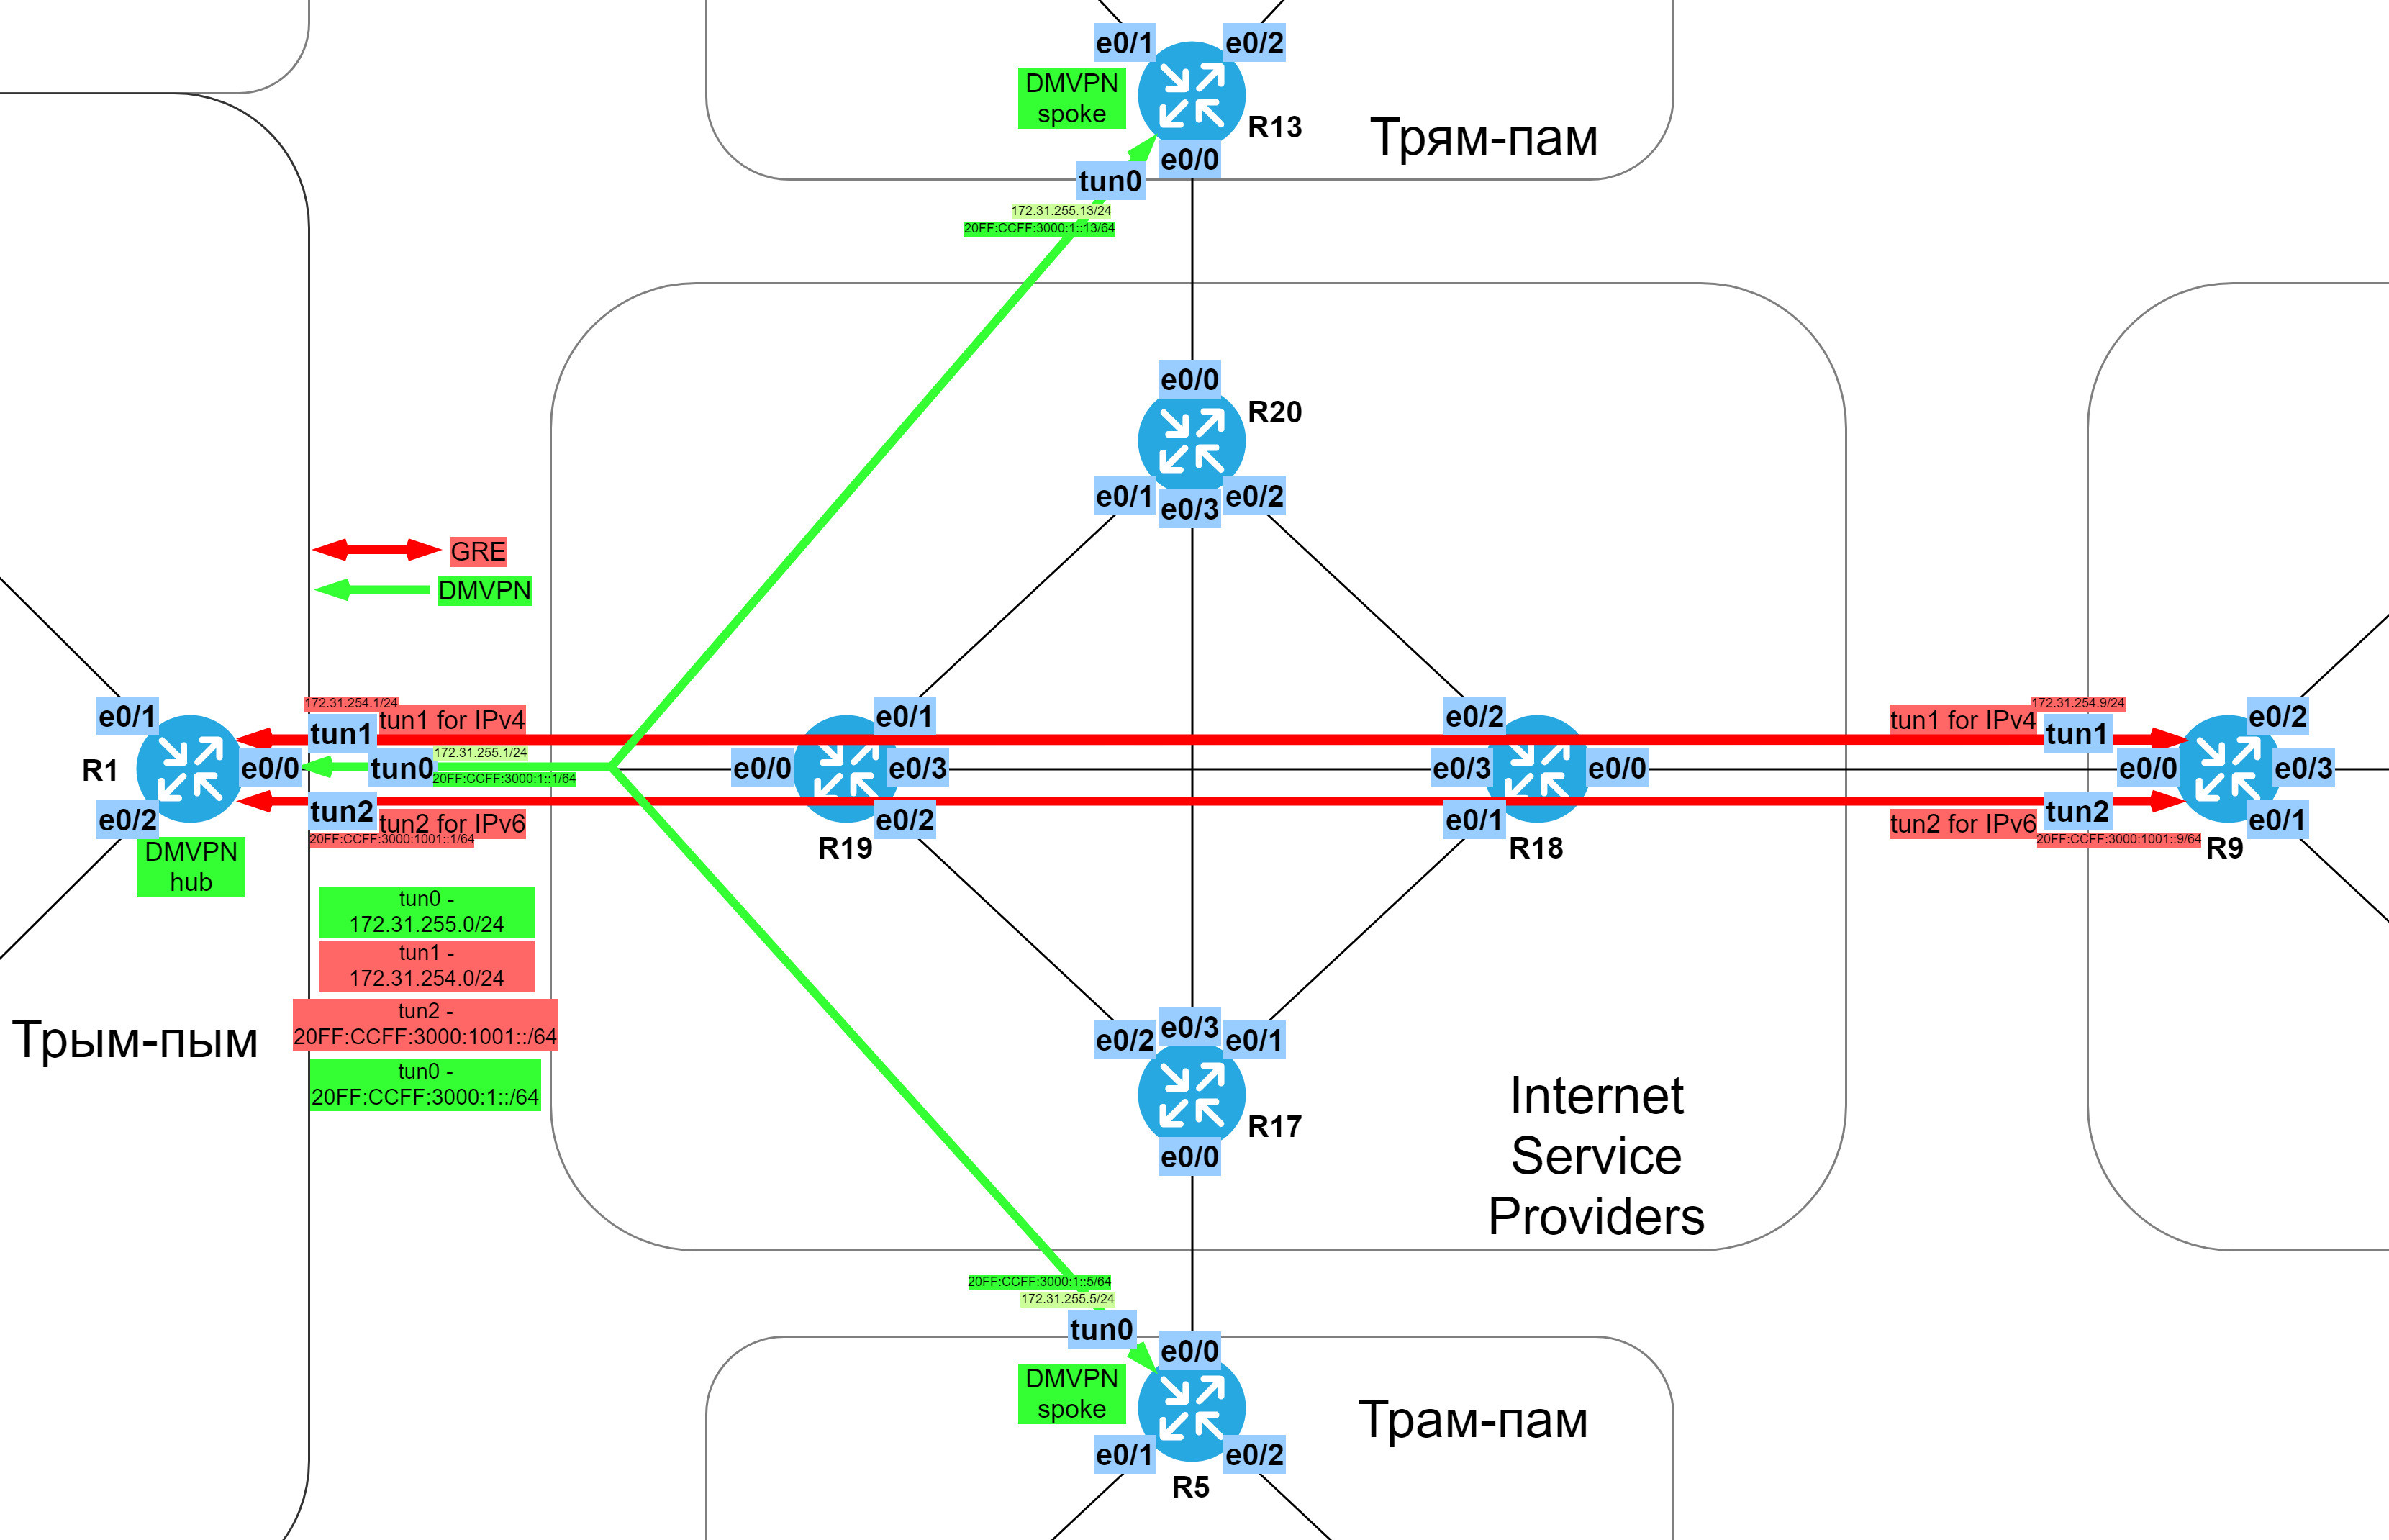 e0/1
e0/2
DMVPN
spoke
R13
Трям-пам
e0/0
tun0
172.31.255.13/24
20FF:CCFF:3000:1::13/64
e0/0
R20
e0/1
e0/3
e0/2
GRE
DMVPN
172.31.254.1/24
tun1 for IPv4
e0/1
tun1
172.31.255.1/24
R1
e0/0
tun0
20FF:CCFF:3000:1::1/64
e0/2
tun2
tun2 for IPv6
20FF:CCFF:3000:1001::1/64
DMVPN
hub
e0/1
e0/0
e0/3
e0/2
R19
e0/2
e0/3
e0/0
e0/1
R18
172.31.254.9/24
tun1 for IPv4
tun1
e0/2
e0/0
e0/3
tun2 for IPv6
tun2
e0/1
20FF:CCFF:3000:1001::9/64
R9
tun0 -
172.31.255.0/24
tun1 -
172.31.254.0/24
tun2 -
20FF:CCFF:3000:1001::/64
tun0 -
20FF:CCFF:3000:1::/64
Трым-пым
e0/3
e0/2
e0/1
R17
e0/0
Internet
Service
Providers
20FF:CCFF:3000:1::5/64
172.31.255.5/24
tun0
e0/0
DMVPN
spoke
Трам-пам
e0/1
e0/2
R5